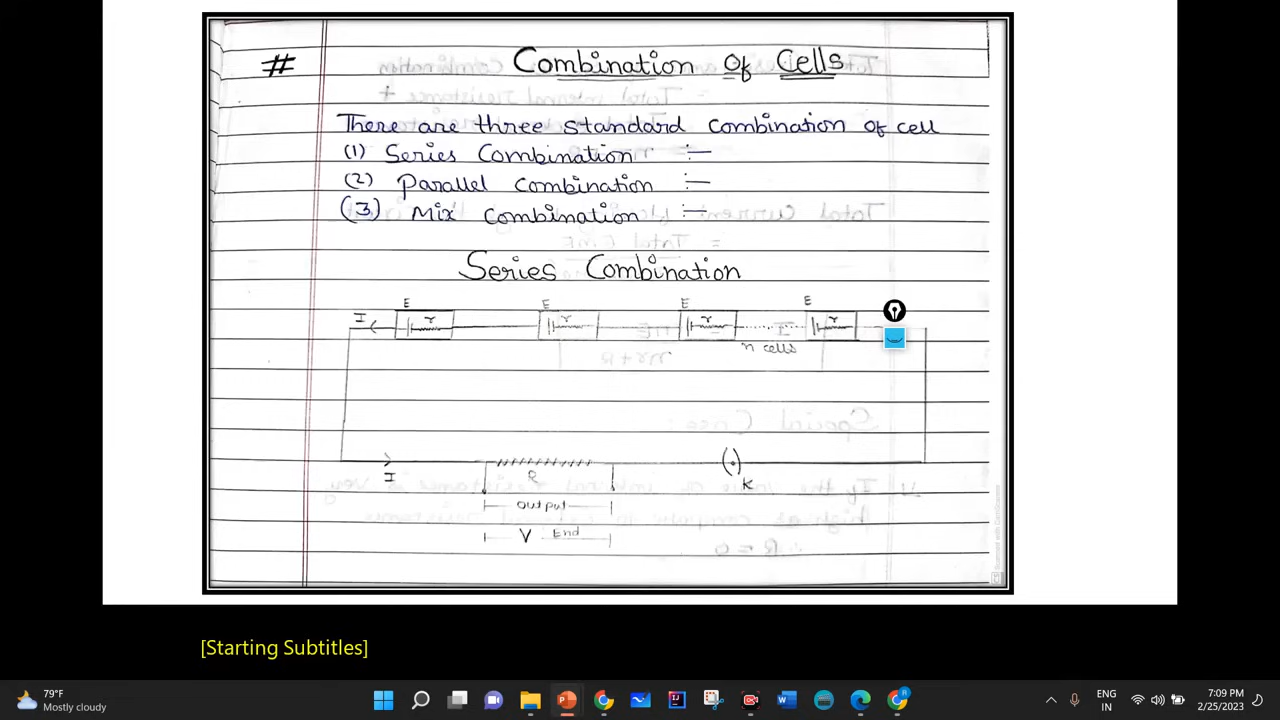 # Combination of Cells
There are three standard combination of cell
(1) Series Combination :—
(2) Parallel combination :—
(3) Mix combination :—
Series Combination
E E E E
I r r r r
n cells
I R K
output
V End
[Starting Subtitles]
79°F
Mostly cloudy
ENG
IN
7:09 PM
2/25/2023